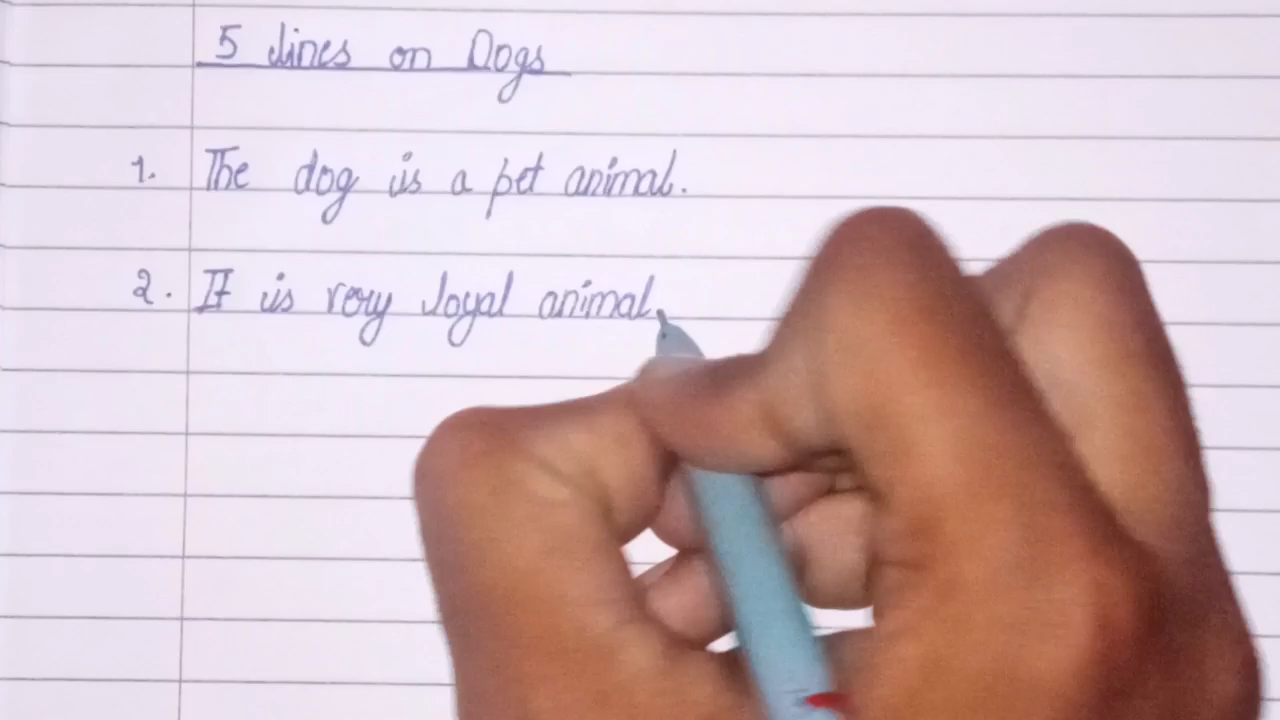 5 lines on Dogs
1. The dog is a pet animal.
2. It is very loyal animal.